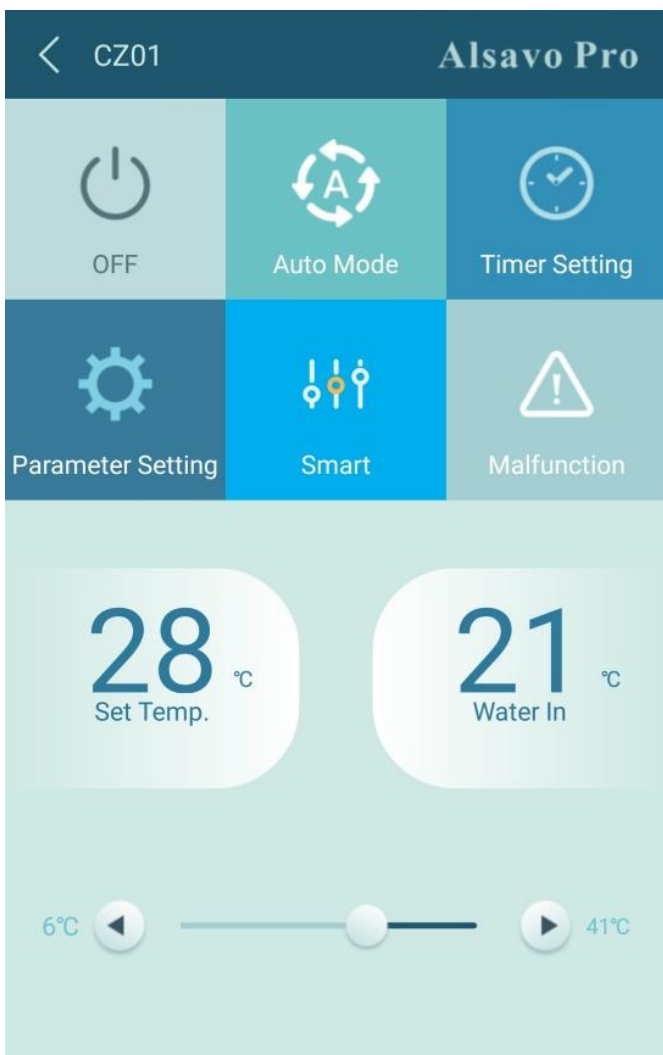 CZ01 Alsavo Pro
OFF
A
Auto Mode
Timer Setting
Parameter Setting
Smart
Malfunction
28 ℃
Set Temp.
21 ℃
Water In
6℃
41℃